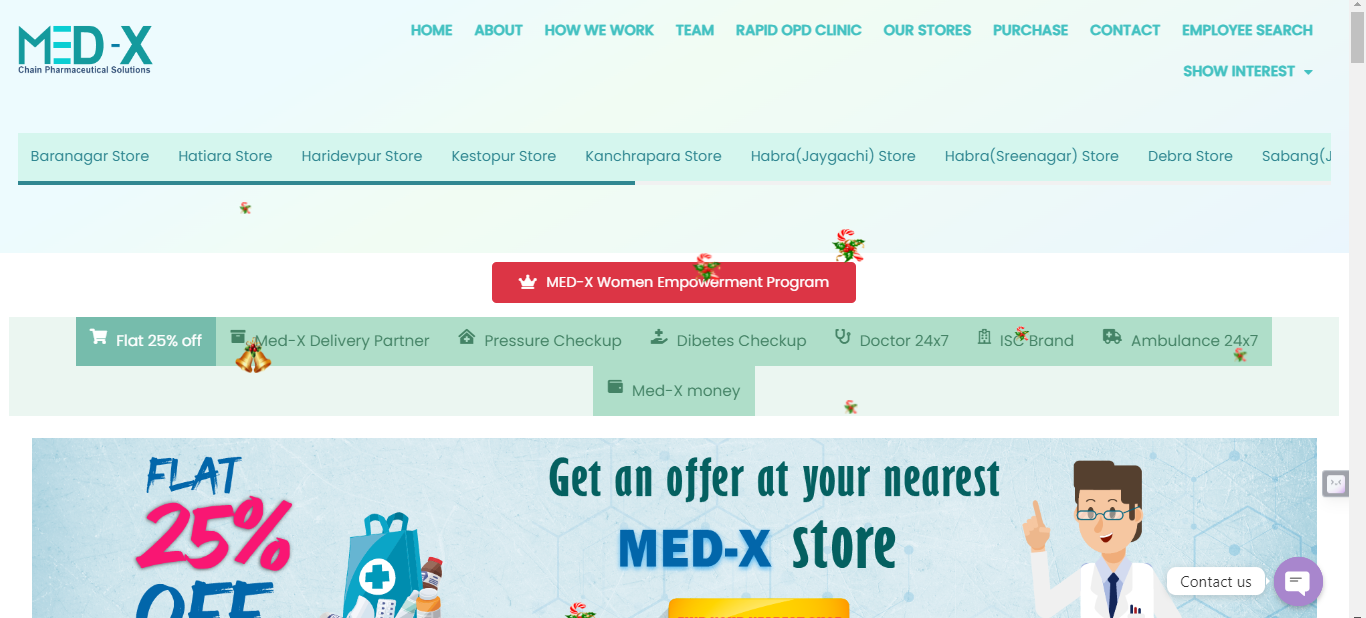 MED-X
Chain Pharmaceutical Solutions
HOME ABOUT HOW WE WORK TEAM RAPID OPD CLINIC OUR STORES PURCHASE CONTACT EMPLOYEE SEARCH
SHOW INTEREST
Baranagar Store Hatiara Store Haridevpur Store Kestopur Store Kanchrapara Store Habra(Jaygachi) Store Habra(Sreenagar) Store Debra Store Sabang(J
MED-X Women Empowerment Program
Flat 25% off Med-X Delivery Partner Pressure Checkup Dibetes Checkup Doctor 24x7 ISC Brand Ambulance 24x7
Med-X money
FLAT
25%
OFF
Get an offer at your nearest
MED-X store
Contact us